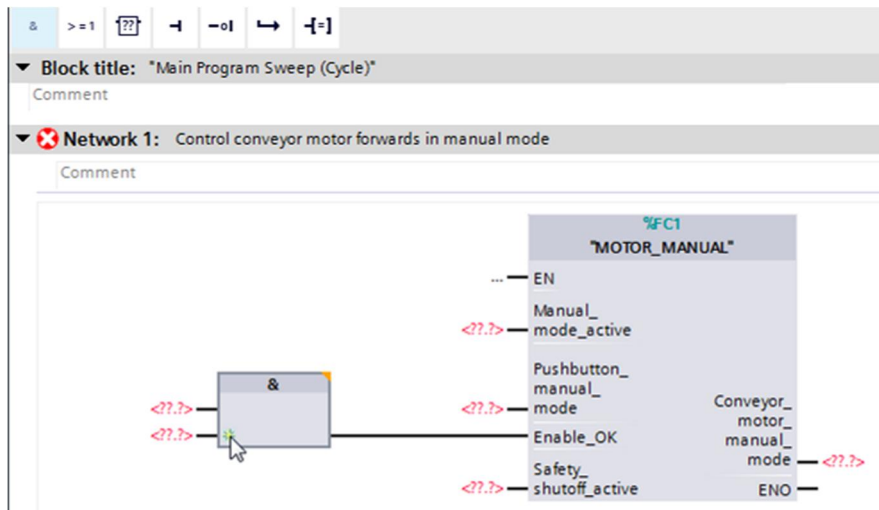 & >=1 ?? [=]
Block title: "Main Program Sweep (Cycle)"
Comment
Network 1: Control conveyor motor forwards in manual mode
Comment
%FC1
"MOTOR_MANUAL"
... EN
Manual_
<??.?> mode_active
Pushbutton_
manual_
<??.?> mode
&
<??.?>
<??.?>
Enable_OK
Safety_
<??.?> shutoff_active
Conveyor_
motor_
manual_
mode <??.?>
ENO